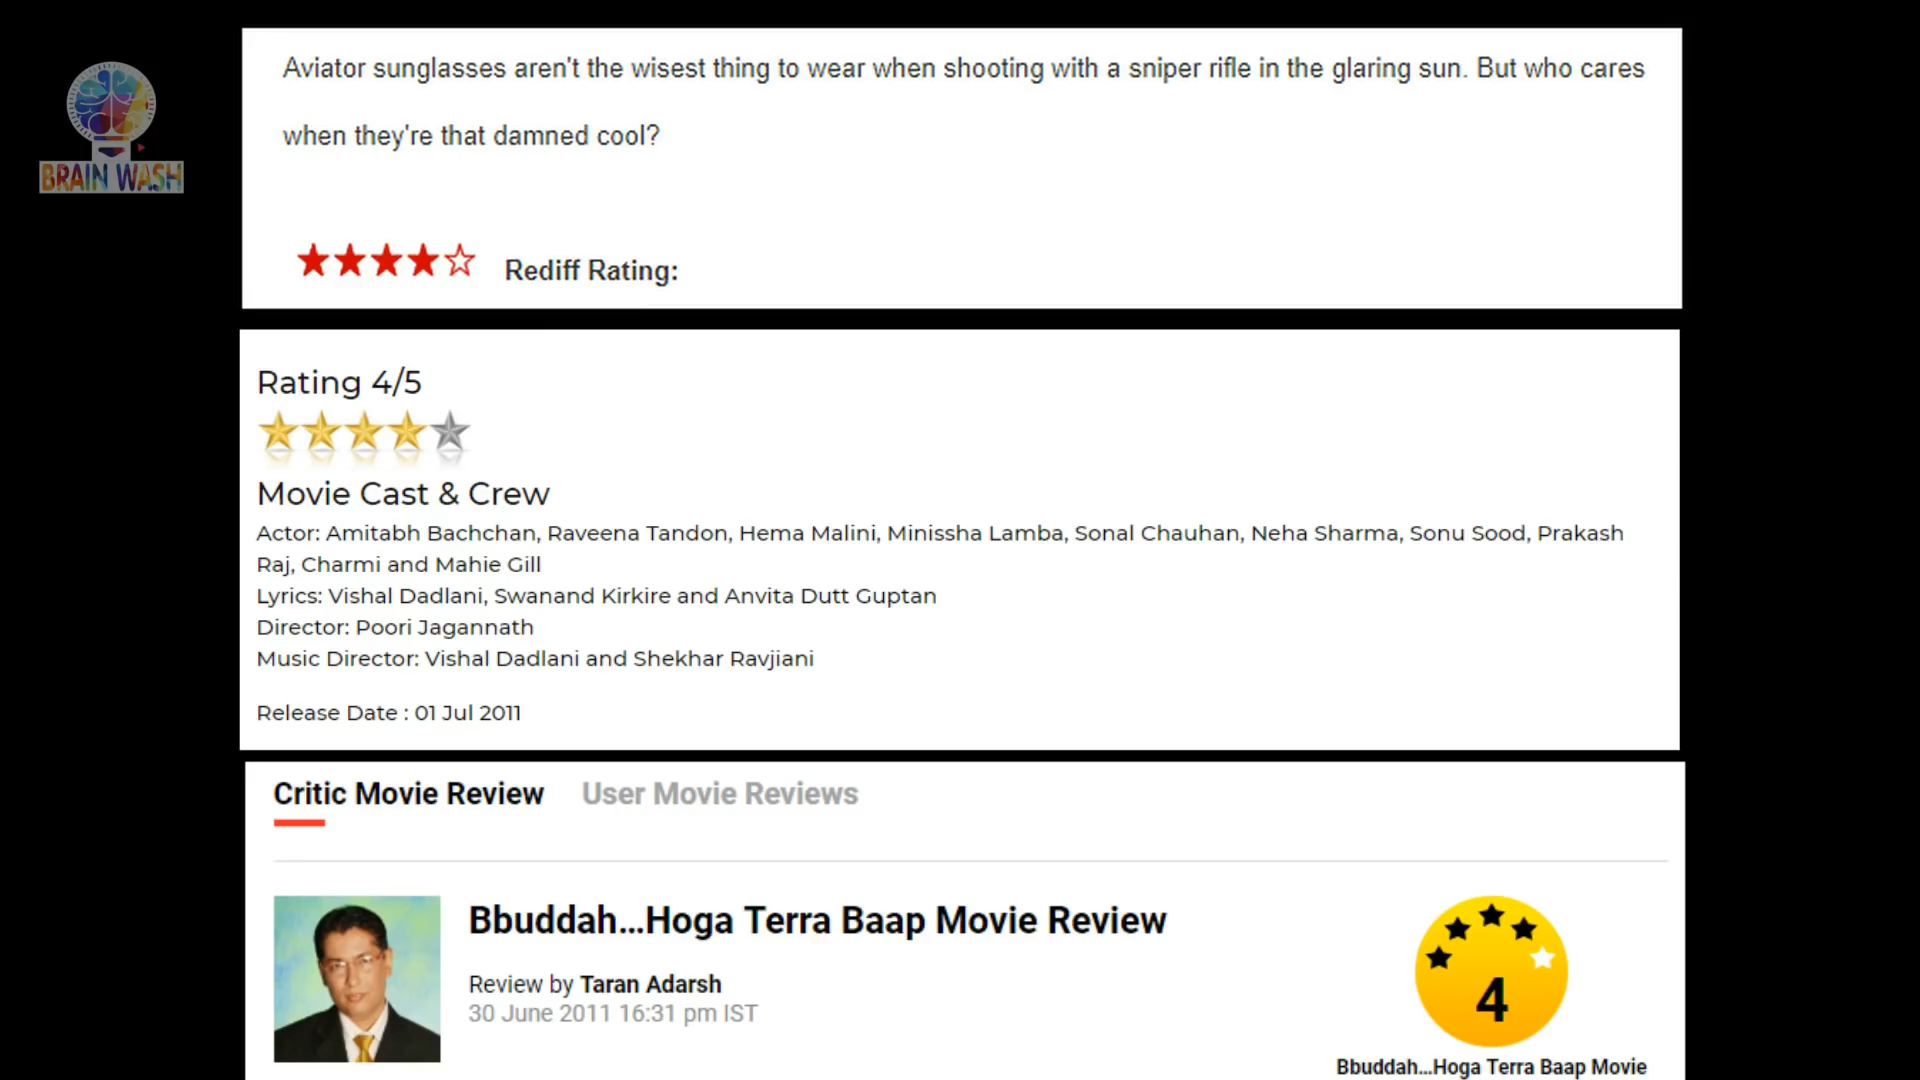 BRAIN WASH
Aviator sunglasses aren't the wisest thing to wear when shooting with a sniper rifle in the glaring sun. But who cares
when they're that damned cool?
Rediff Rating:
Rating 4/5
Movie Cast & Crew
Actor: Amitabh Bachchan, Raveena Tandon, Hema Malini, Minissha Lamba, Sonal Chauhan, Neha Sharma, Sonu Sood, Prakash
Raj, Charmi and Mahie Gill
Lyrics: Vishal Dadlani, Swanand Kirkire and Anvita Dutt Guptan
Director: Poori Jagannath
Music Director: Vishal Dadlani and Shekhar Ravjiani
Release Date : 01 Jul 2011
Critic Movie Review User Movie Reviews
Bbuddah...Hoga Terra Baap Movie Review
Review by Taran Adarsh
30 June 2011 16:31 pm IST
4
Bbuddah...Hoga Terra Baap Movie